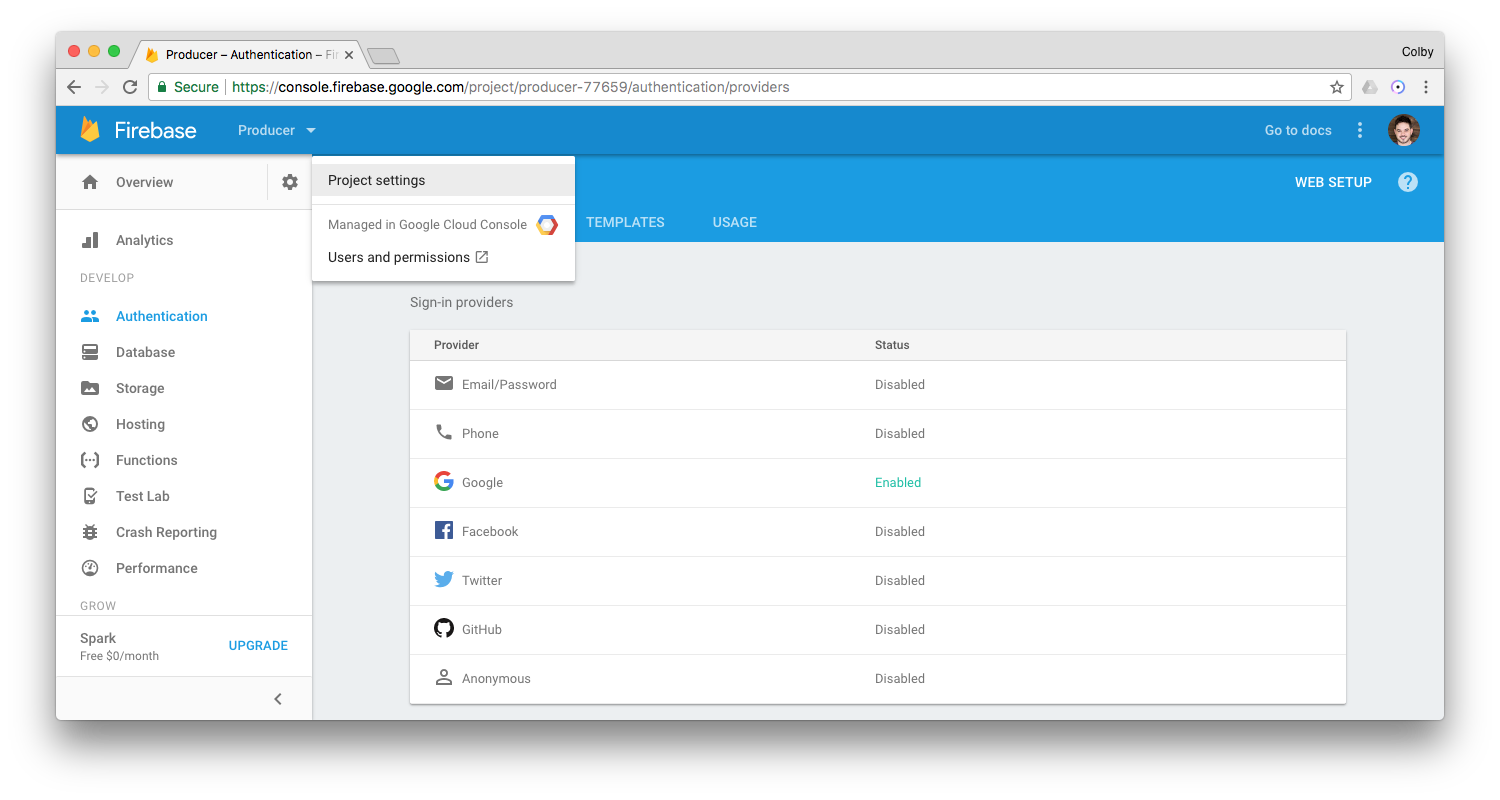 Producer – Authentication – Fir
Colby
Secure https://console.firebase.google.com/project/producer-77659/authentication/providers
Firebase Producer Go to docs
Overview
Project settings
WEB SETUP ?
Managed in Google Cloud Console
TEMPLATES USAGE
Users and permissions
Analytics
DEVELOP
Authentication
Database
Storage
Hosting
Functions
Test Lab
Crash Reporting
Performance
GROW
Spark
Free $0/month
UPGRADE
Sign-in providers
Provider Status
Email/Password Disabled
Phone Disabled
Google Enabled
Facebook Disabled
Twitter Disabled
GitHub Disabled
Anonymous Disabled